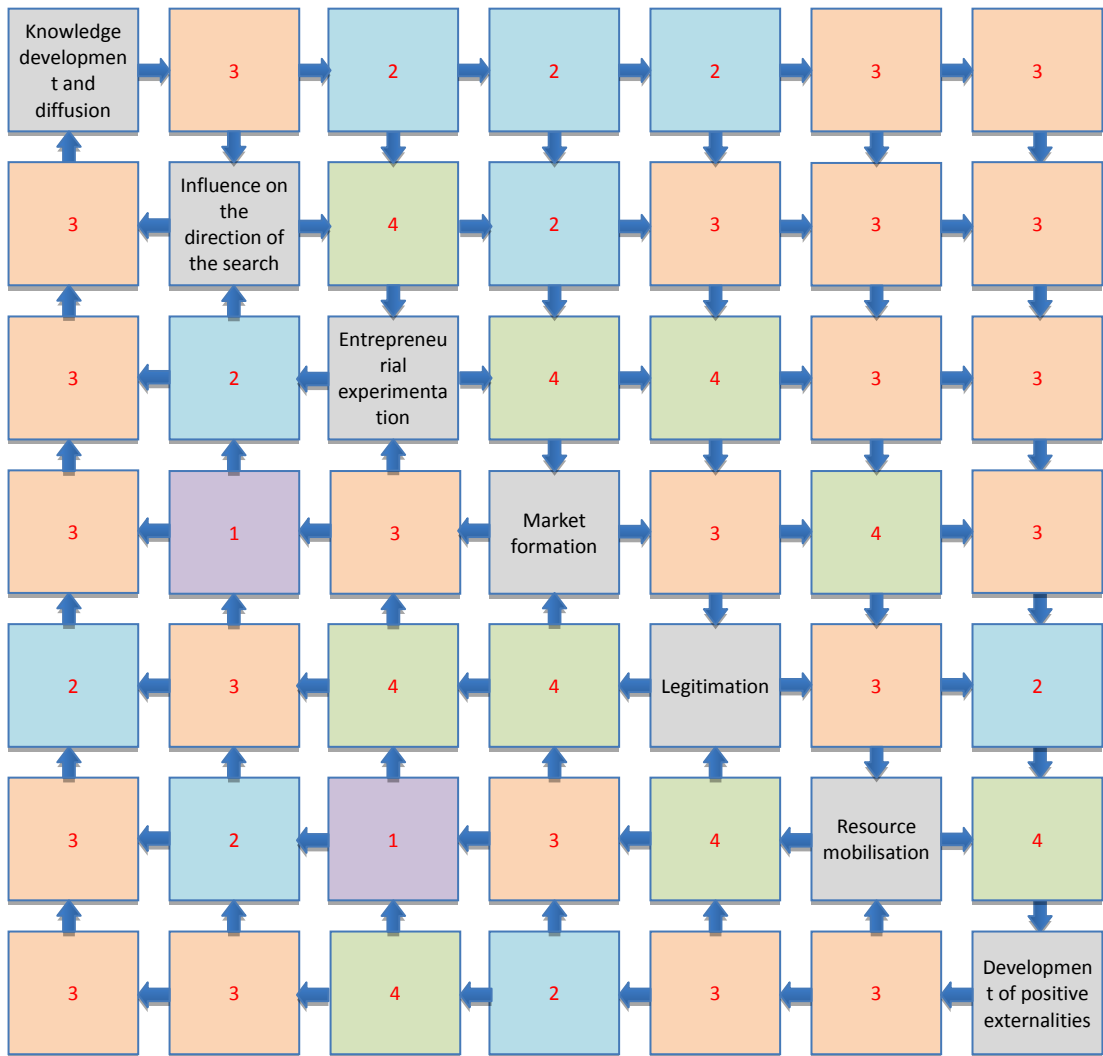 Knowledge
developmen
t and
diffusion
3
2
2
2
3
3
3
Influence on
the
direction of
the search
4
2
3
3
3
3
2
Entrepreneu
rial
experimenta
tion
4
4
3
3
3
1
3
Market
formation
3
4
3
2
3
4
4
Legitimation
3
2
3
2
1
3
4
Resource
mobilisation
4
3
3
4
2
3
3
Developmen
t of positive
externalities